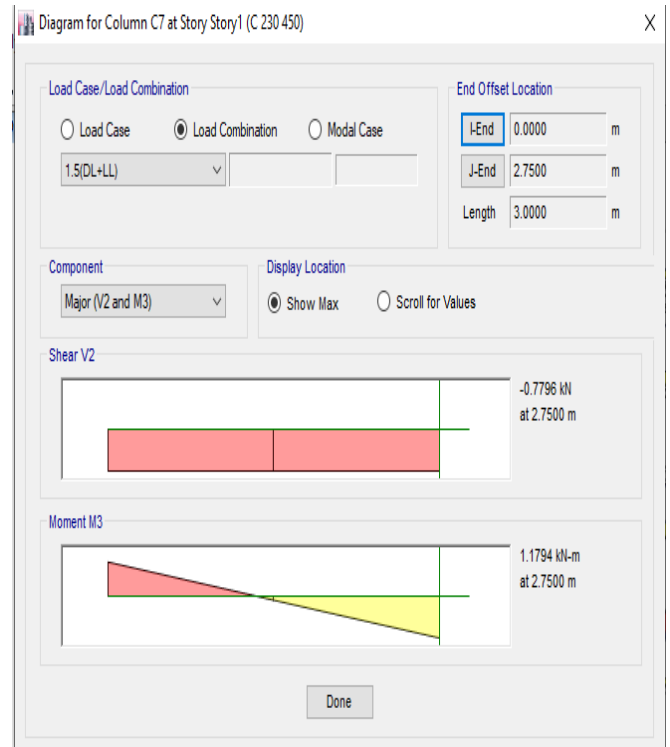 Diagram for Column C7 at Story Story1 (C 230 450)
Load Case/Load Combination
Load Case Load Combination Modal Case
1.5(DL+LL)
End Offset Location
I-End 0.0000 m
J-End 2.7500 m
Length 3.0000 m
Component
Major (V2 and M3)
Display Location
Show Max Scroll for Values
Shear V2
-0.7796 kN
at 2.7500 m
Moment M3
1.1794 kN-m
at 2.7500 m
Done